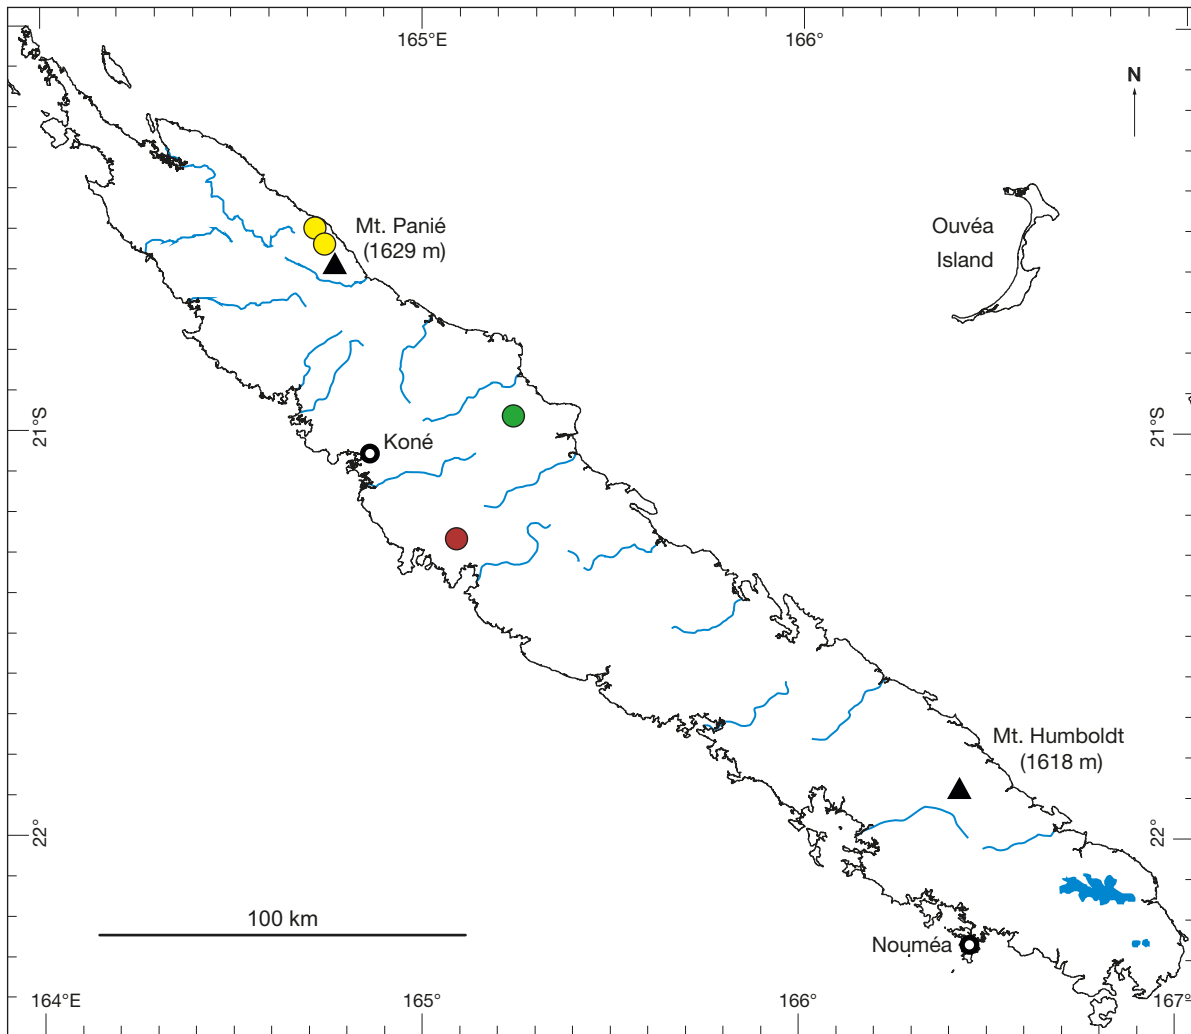 165°E
166°
N
Mt. Panié
(1629 m)
Ouvéa
Island
21°S
21°S
Koné
Mt. Humboldt
(1618 m)
22°
22°
100 km
Nouméa
164°E
165°
166°
167°